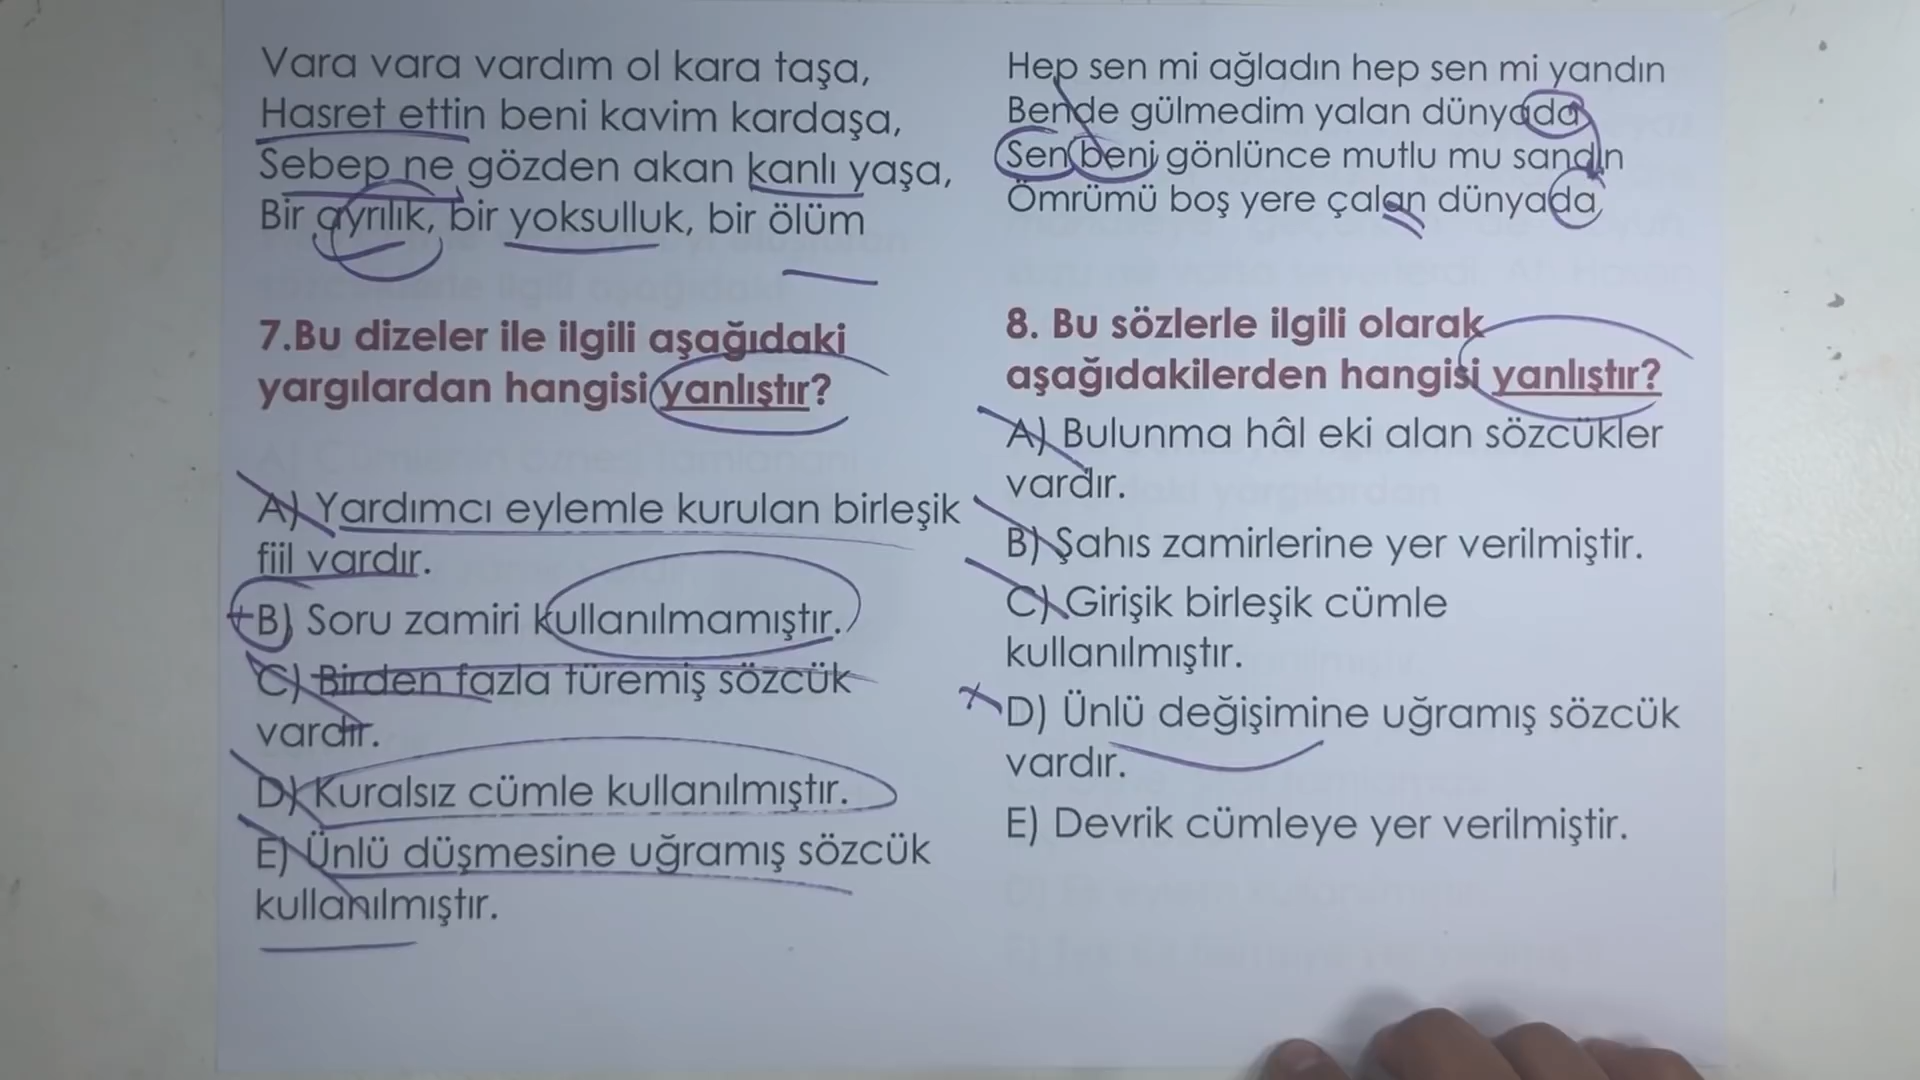 Vara vara vardım ol kara taşa,
Hasret ettin beni kavim kardaşa,
Sebep ne gözden akan kanlı yaşa,
Bir ayrılık, bir yoksulluk, bir ölüm
7.Bu dizeler ile ilgili aşağıdaki
yargılardan hangisi yanlıştır?
A) Yardımcı eylemle kurulan birleşik
fiil vardır.
B) Soru zamiri kullanılmamıştır.
C) Birden fazla türemiş sözcük
vardır.
D) Kuralsız cümle kullanılmıştır.
E) Ünlü düşmesine uğramış sözcük
kullanılmıştır.
Hep sen mi ağladın hep sen mi yandın
Bende gülmedim yalan dünyada
Sen beni gönlünce mutlu mu sandın
Ömrümü boş yere çalan dünyada
8. Bu sözlerle ilgili olarak
aşağıdakilerden hangisi yanlıştır?
A) Bulunma hâl eki alan sözcükler
vardır.
B) Şahıs zamirlerine yer verilmiştir.
C) Girişik birleşik cümle
kullanılmıştır.
D) Ünlü değişimine uğramış sözcük
vardır.
E) Devrik cümleye yer verilmiştir.